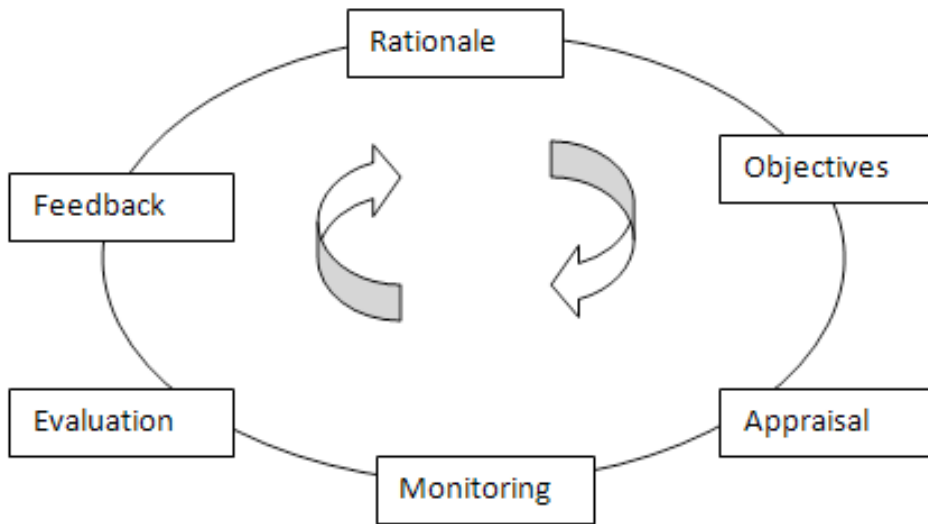 Rationale
Objectives
Appraisal
Monitoring
Evaluation
Feedback